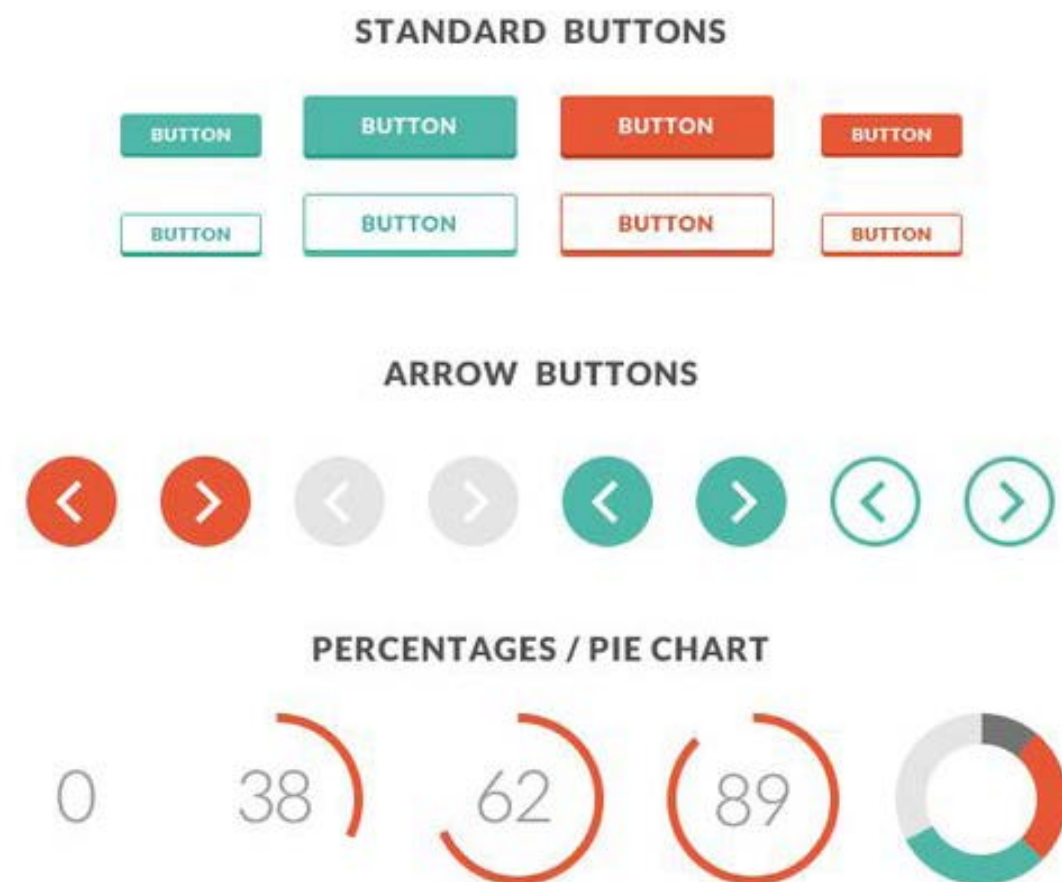 STANDARD BUTTONS
BUTTON BUTTON BUTTON BUTTON
BUTTON BUTTON BUTTON BUTTON
ARROW BUTTONS
PERCENTAGES / PIE CHART
0 38 62 89